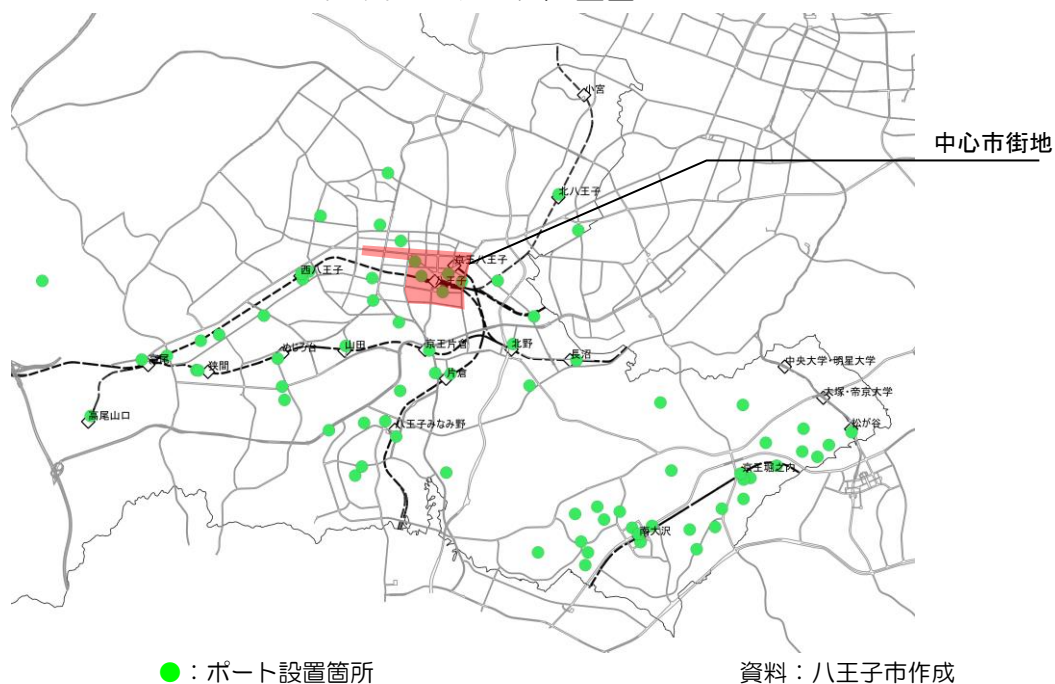 小宮
中心市街地
北八王子
京王八王子
西八王子
八王子
高尾
狭間
めじろ台
山田
京王片倉
北野
長沼
片倉
中央大学・明星大学
大塚・帝京大学
高尾山口
八王子みなみ野
松が谷
京王堀之内
南大沢
：ポート設置箇所
資料：八王子市作成